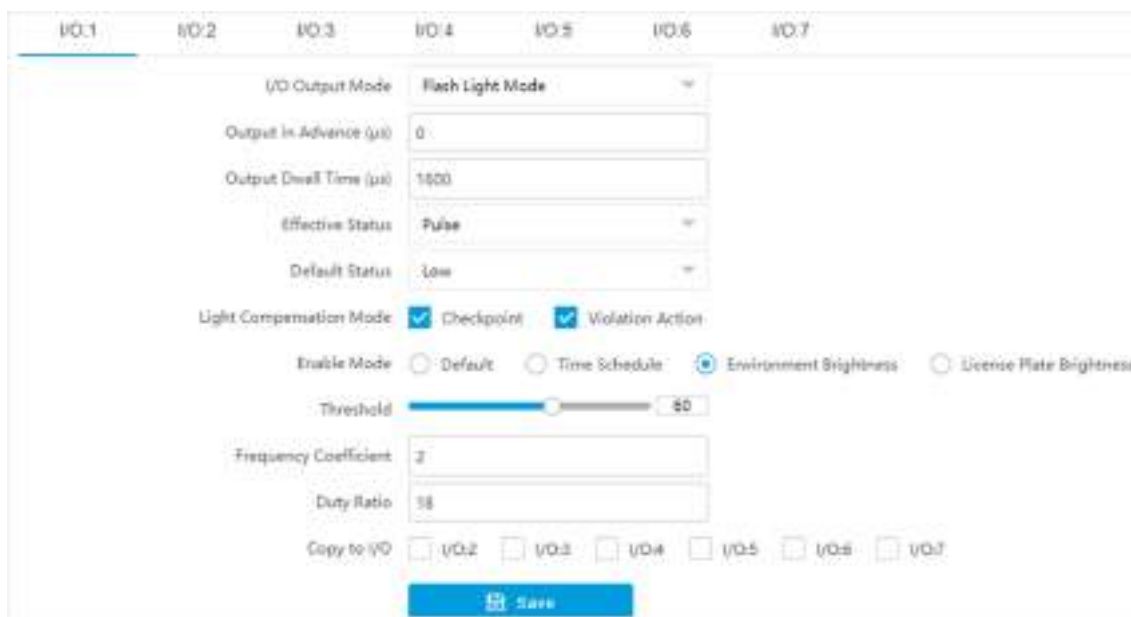 I/O:1 I/O:2 I/O:3 I/O:4 I/O:5 I/O:6 I/O:7
I/O Output Mode Flash Light Mode
Output in Advance (μs) 0
Output Dwell Time (μs) 1600
Effective Status Pulse
Default Status Low
Light Compensation Mode Checkpoint Violation Action
Enable Mode Default Time Schedule Environment Brightness License Plate Brightness
Threshold 60
Frequency Coefficient 2
Duty Ratio 18
Copy to I/O I/O:2 I/O:3 I/O:4 I/O:5 I/O:6 I/O:7
Save